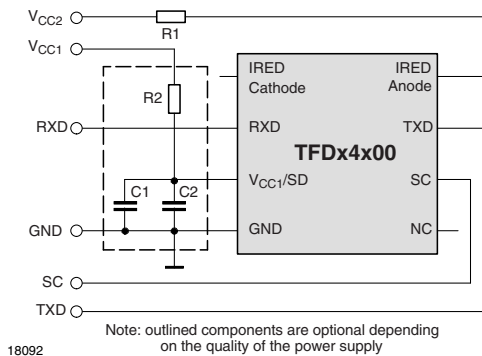 VCC2
R1
VCC1
R2
IRED
Cathode
IRED
Anode
RXD
RXD
TXD
TFDx4x00
C1
C2
VCC1/SD
SC
GND
GND
NC
SC
TXD
Note: outlined components are optional depending
on the quality of the power supply
18092